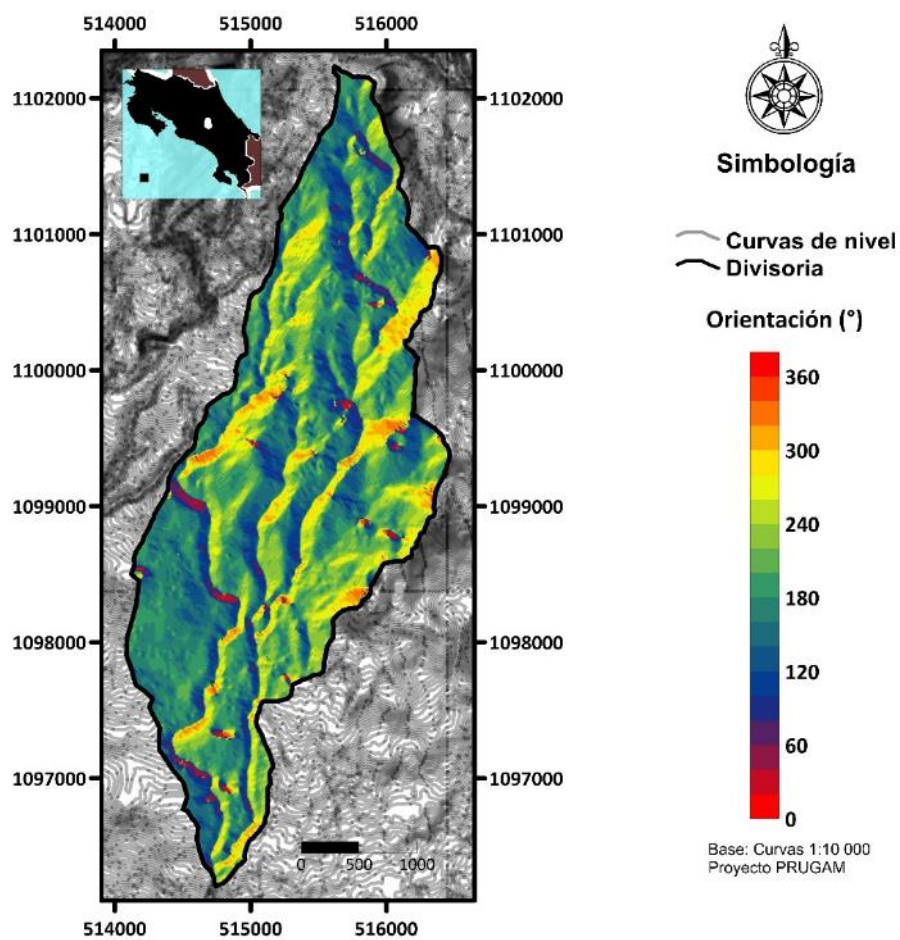 514000 515000 516000
1102000 1102000
1101000 1101000
1100000 1100000
1099000 1099000
1098000 1098000
1097000 1097000
0 500 1000
514000 515000 516000
Simbología
Curvas de nivel
Divisoria
Orientación (°)
360
300
240
180
120
60
0
Base: Curvas 1:10 000
Proyecto PRUGAM